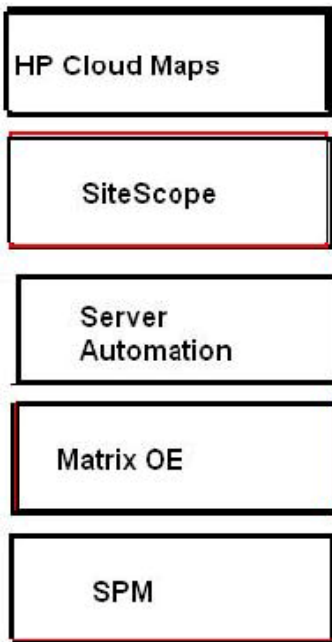 HP Cloud Maps
SiteScope
Server
Automation
Matrix OE
SPM